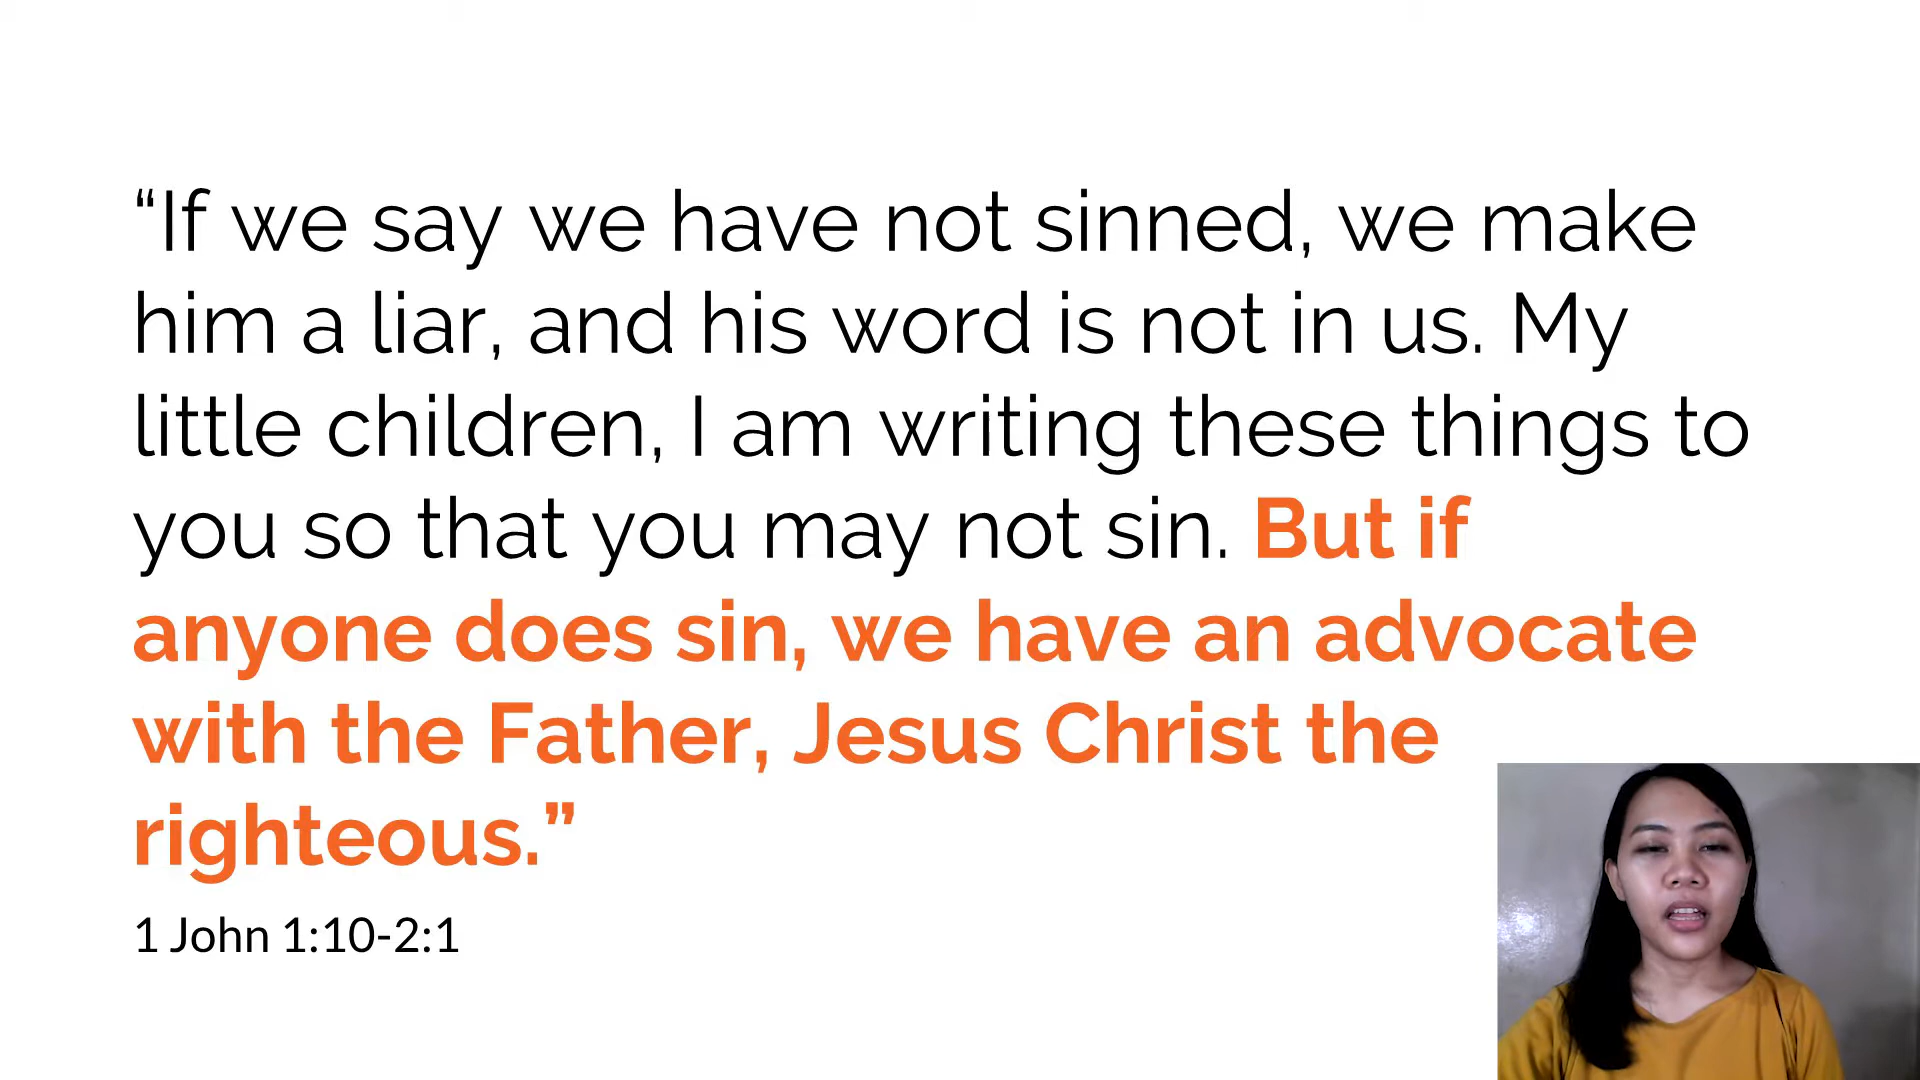 “If we say we have not sinned, we make
him a liar, and his word is not in us. My
little children, I am writing these things to
you so that you may not sin. But if
anyone does sin, we have an advocate
with the Father, Jesus Christ the
righteous.”
1 John 1:10-2:1